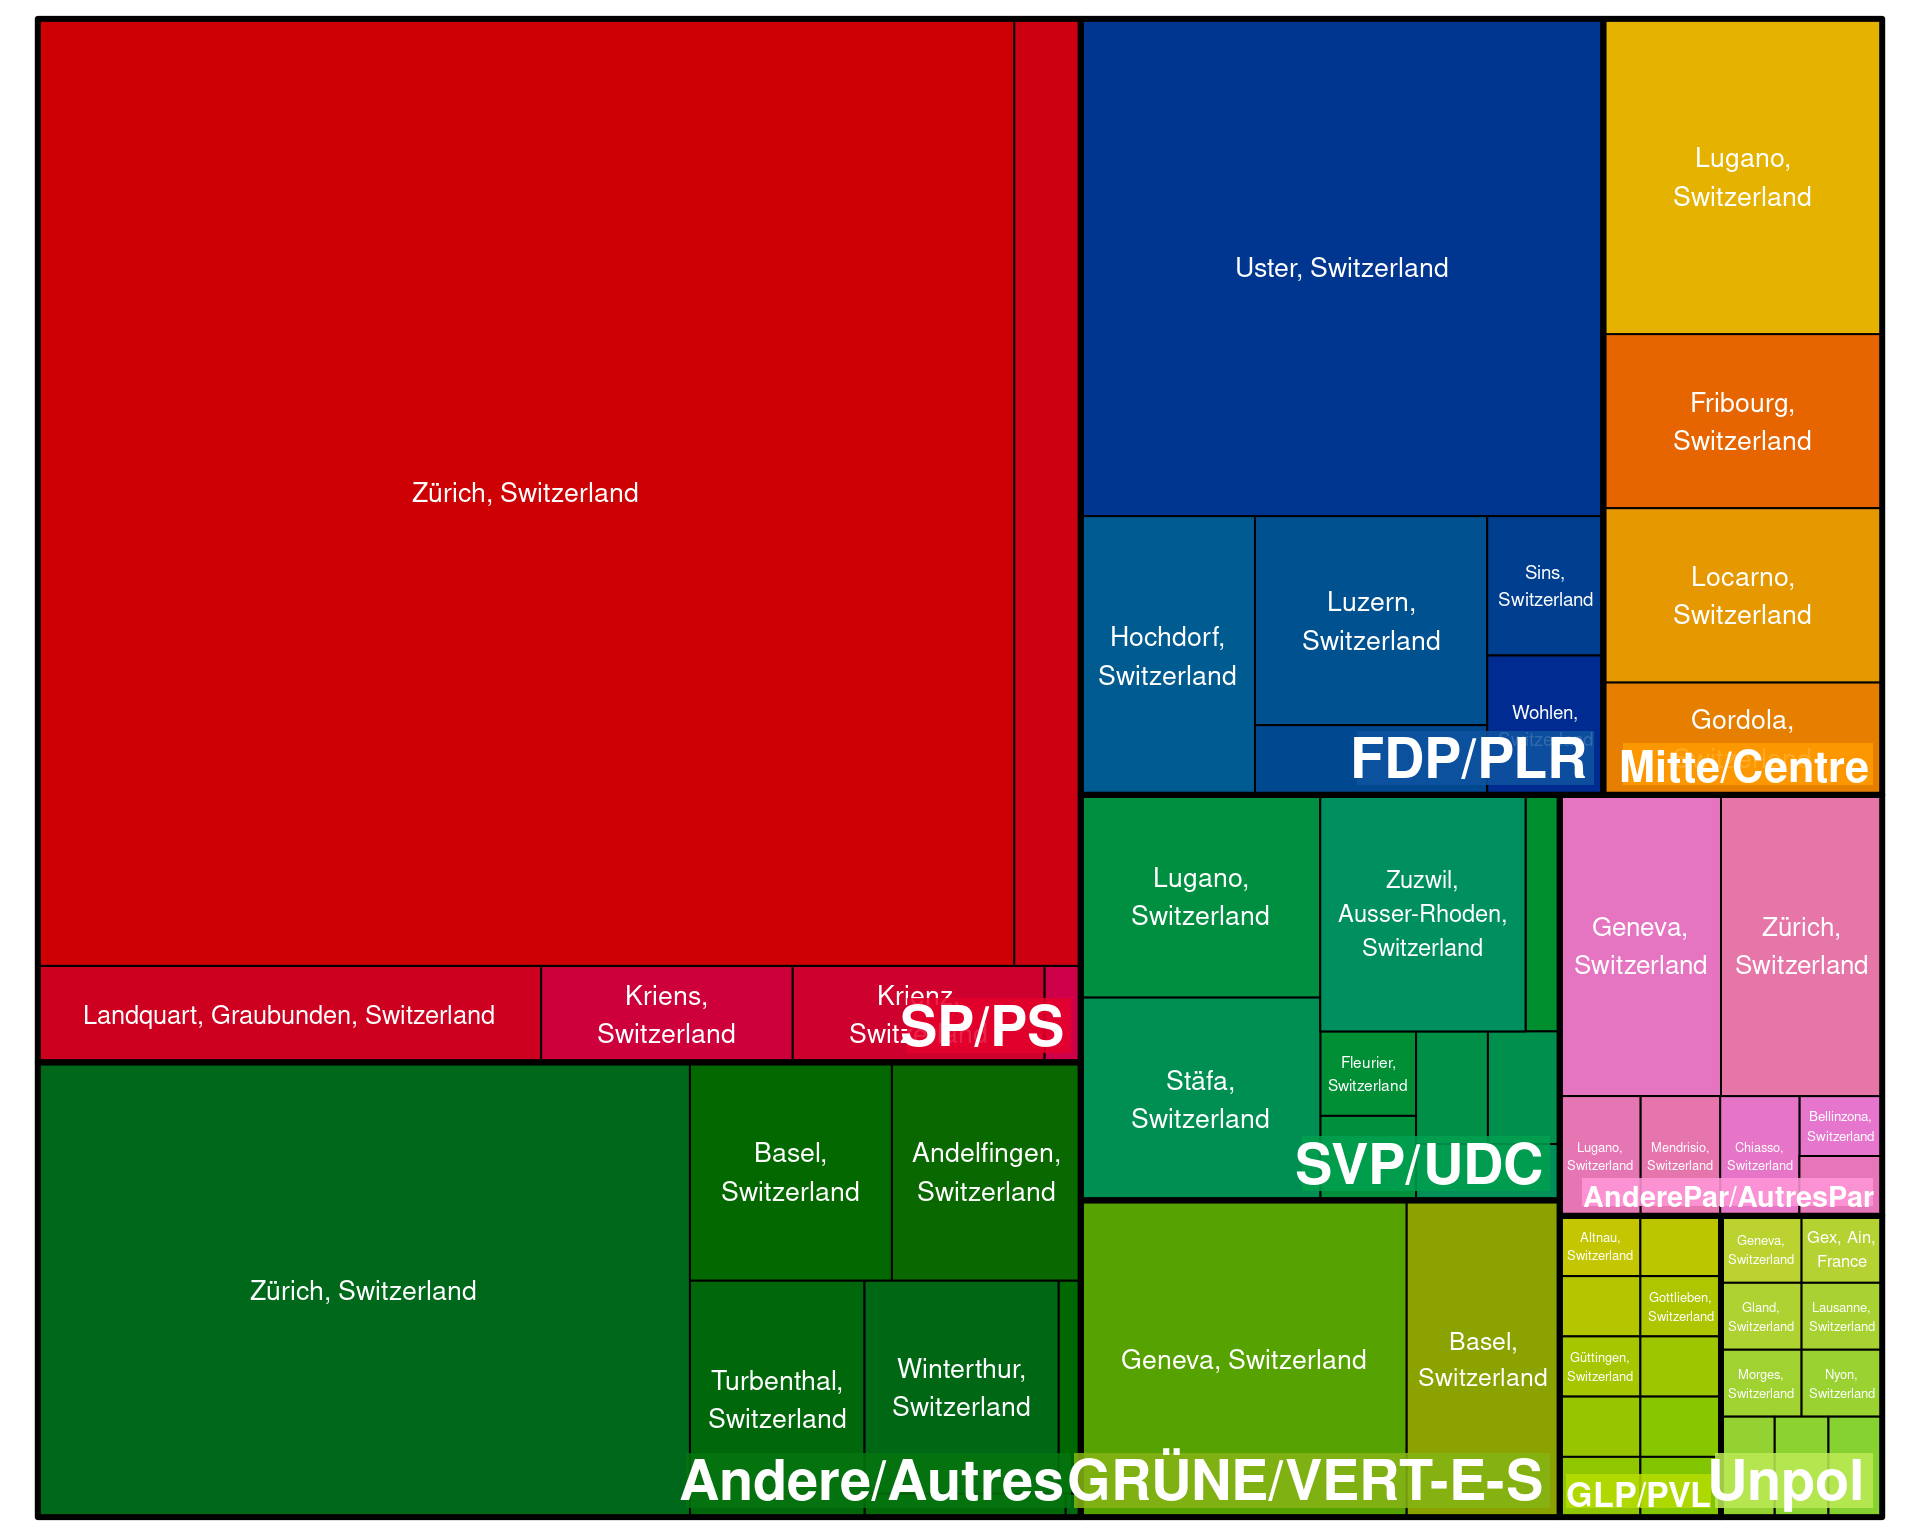 Zürich, Switzerland
Landquart, Graubunden, Switzerland
Kriens,
Switzerland
Krienz,
Switzerland
SP/PS
Uster, Switzerland
Hochdorf,
Switzerland
Luzern,
Switzerland
Sins,
Switzerland
Wohlen,
Switzerland
FDP/PLR
Lugano,
Switzerland
Fribourg,
Switzerland
Locarno,
Switzerland
Gordola,
Switzerland
Mitte/Centre
Zürich, Switzerland
Basel,
Switzerland
Andelfingen,
Switzerland
Turbenthal,
Switzerland
Winterthur,
Switzerland
Andere/Autres
Lugano,
Switzerland
Zuzwil,
Ausser-Rhoden,
Switzerland
Stäfa,
Switzerland
Fleurier,
Switzerland
SVP/UDC
Geneva, Switzerland
Basel,
Switzerland
GRÜNE/VERT-E-S
Geneva,
Switzerland
Zürich,
Switzerland
Lugano,
Switzerland
Mendrisio,
Switzerland
Chiasso,
Switzerland
Bellinzona,
Switzerland
AnderePar/AutresPar
Altnau,
Switzerland
Gottlieben,
Switzerland
Güttingen,
Switzerland
GLP/PVL
Geneva,
Switzerland
Gex, Ain,
France
Gland,
Switzerland
Lausanne,
Switzerland
Morges,
Switzerland
Nyon,
Switzerland
Unpol